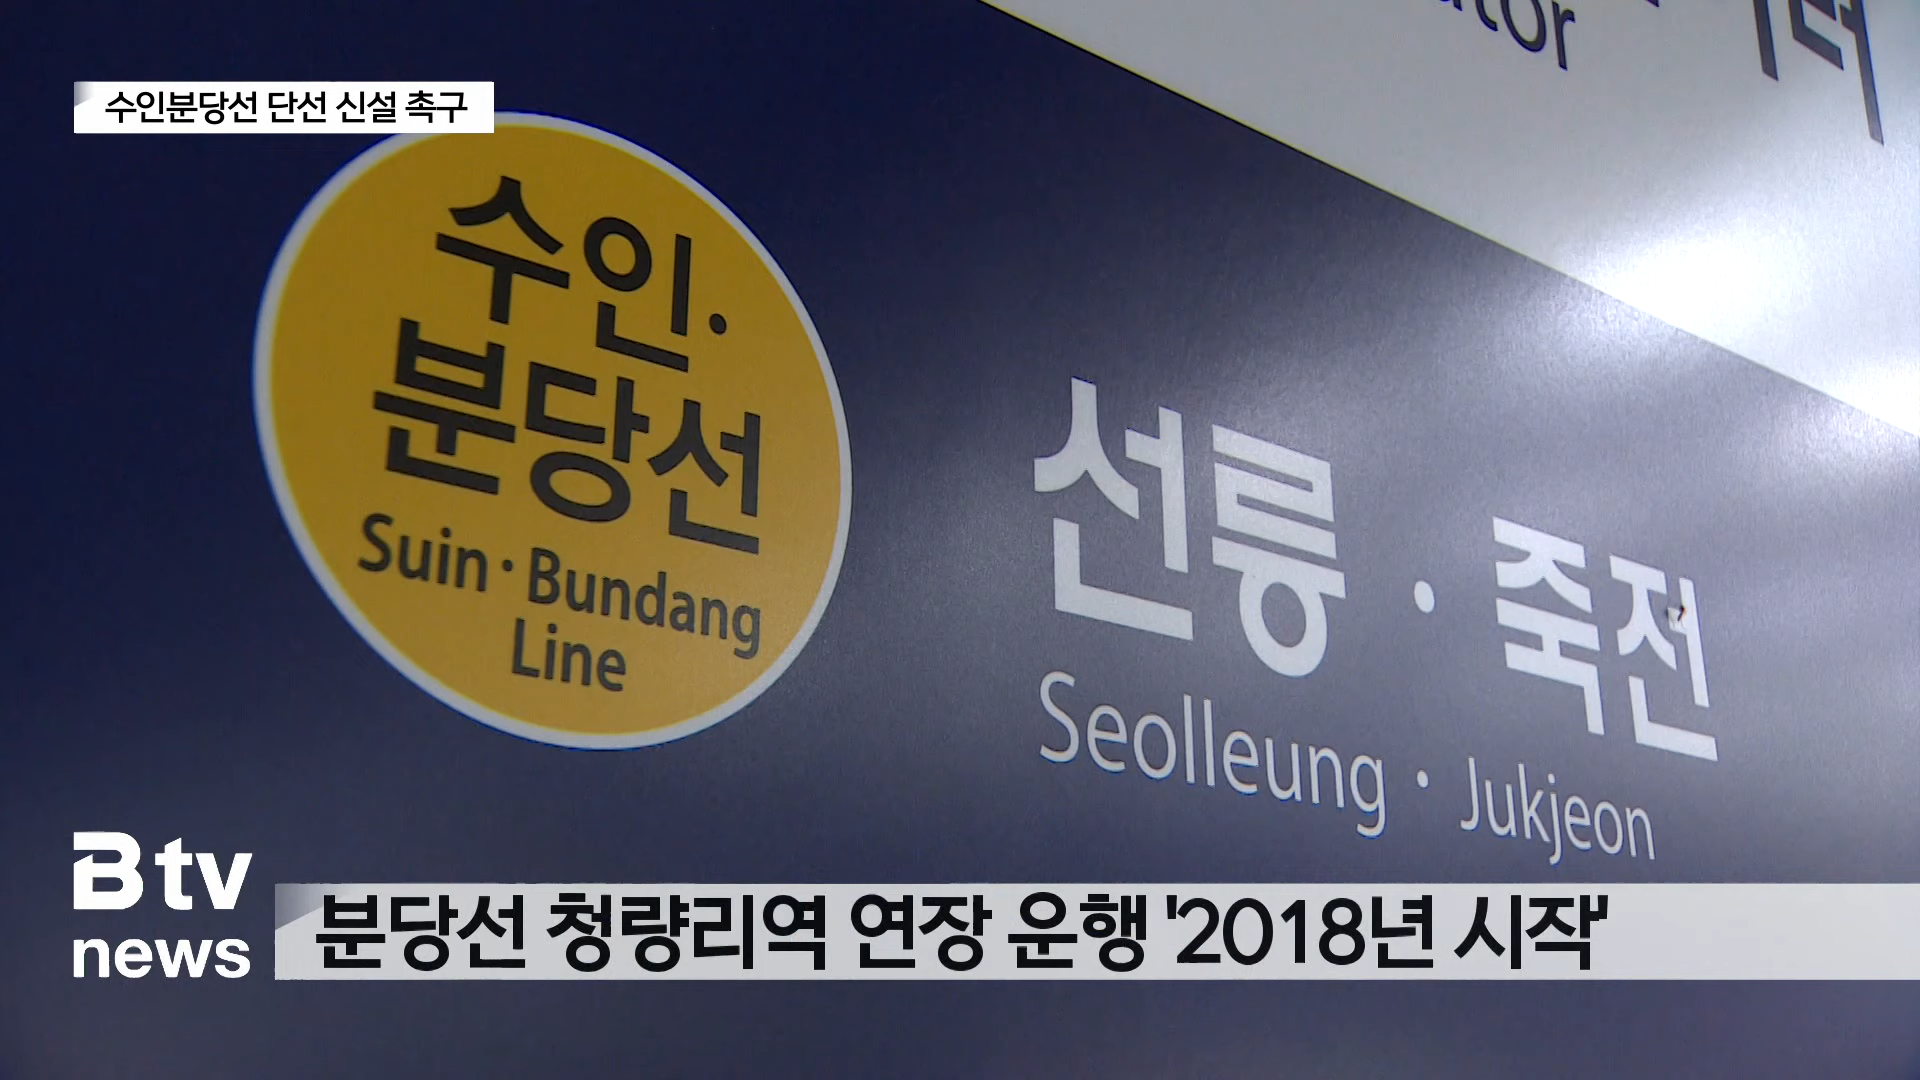 수인분당선 단선 신설 촉구
수인·
분당선
Suin·Bundang
Line
선릉·죽전
Seolleung·Jukjeon
B tv
news
분당선 청량리역 연장 운행 '2018년 시작'